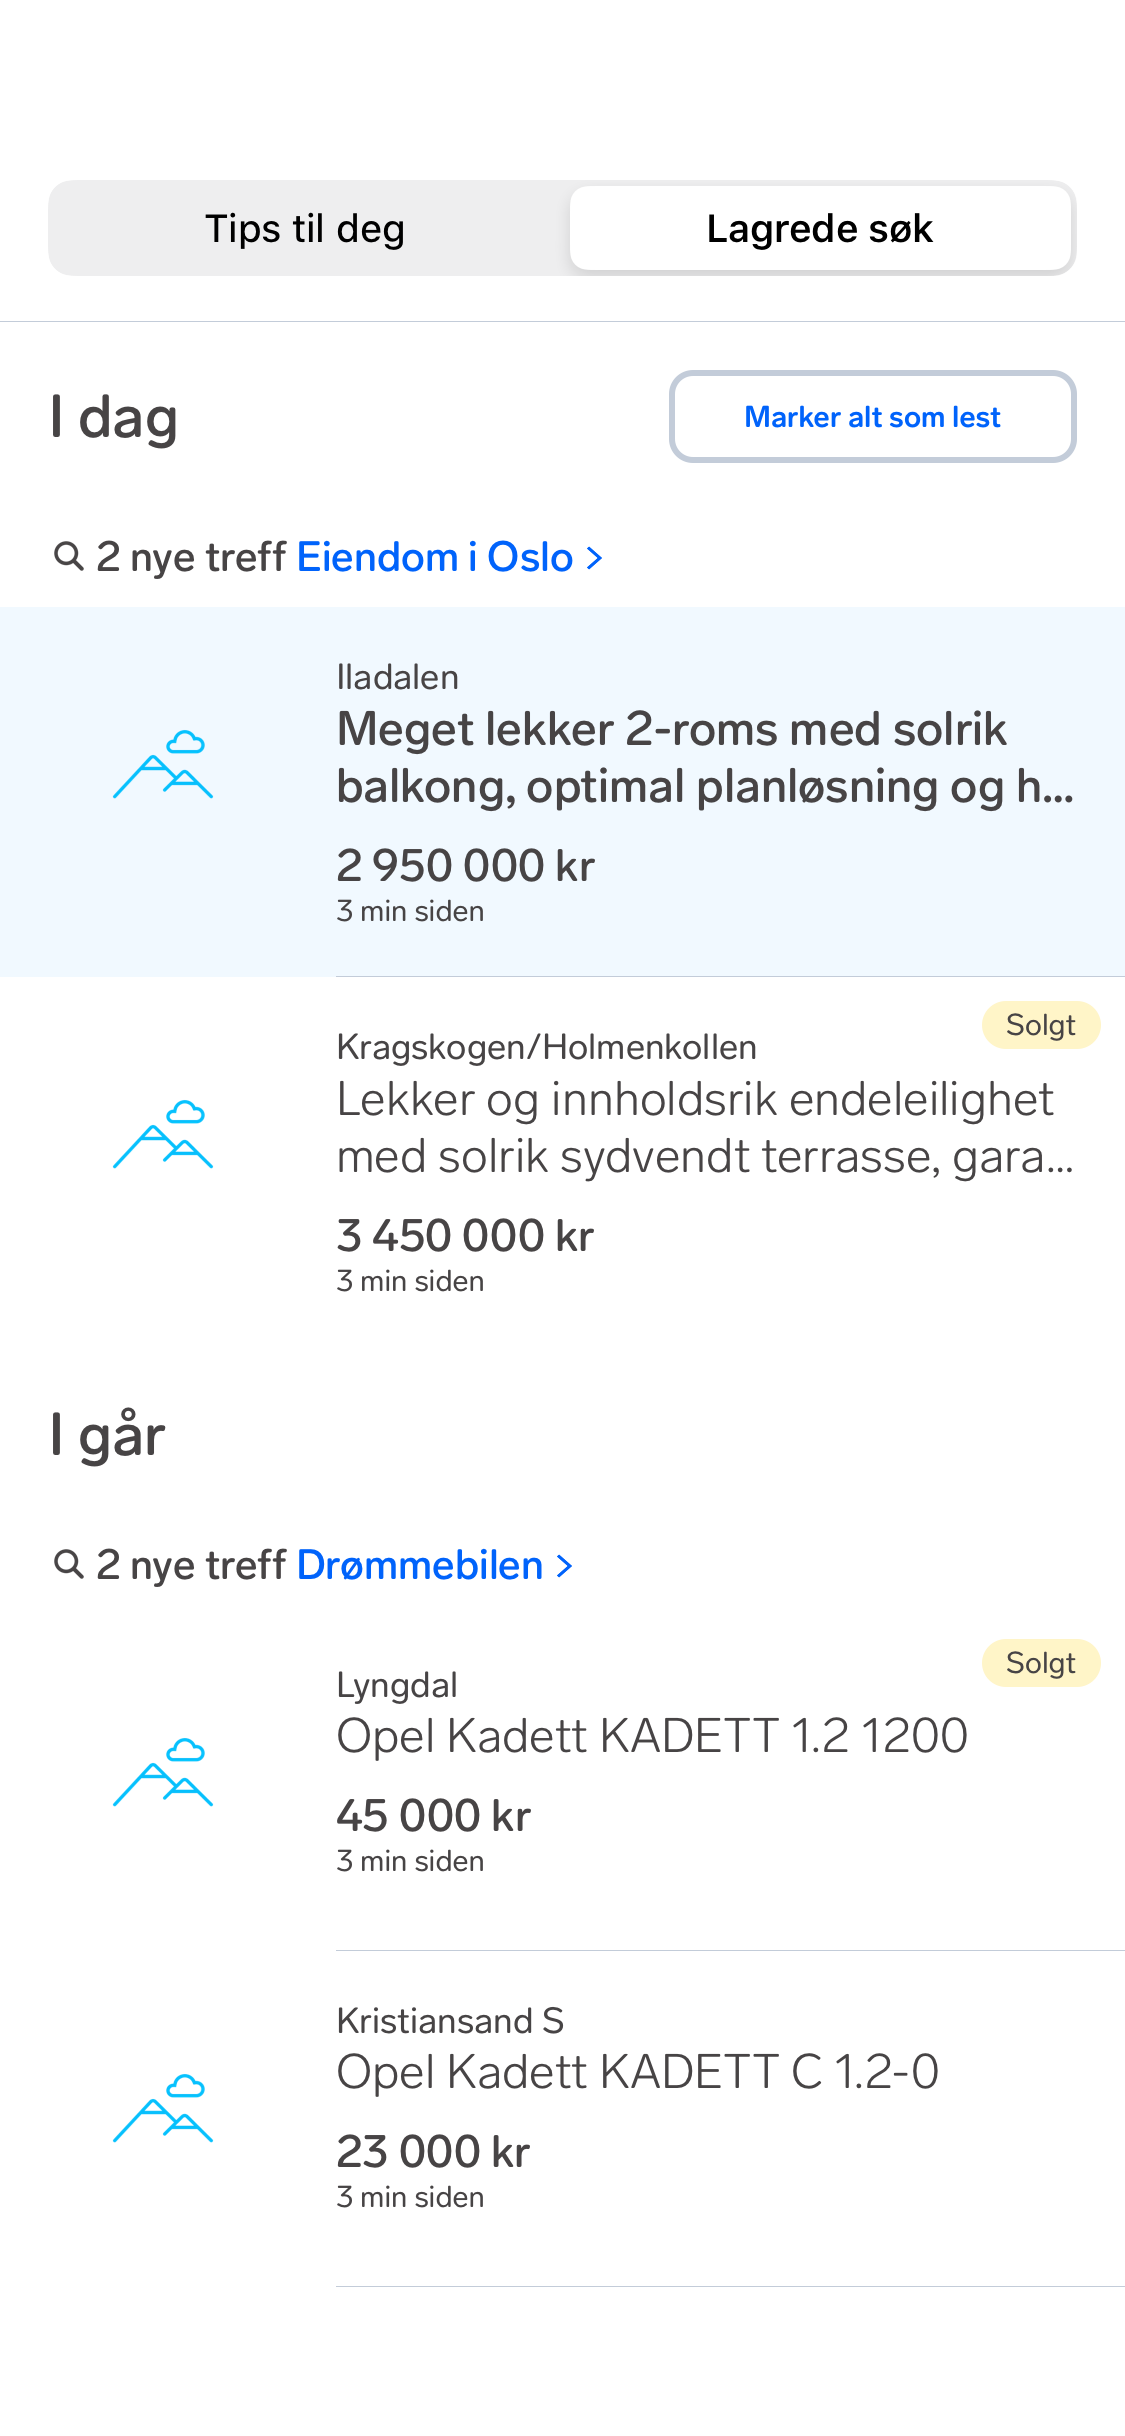 Tips til deg
Lagrede søk
I dag
Marker alt som lest
2 nye treff Eiendom i Oslo
Iladalen
Meget lekker 2-roms med solrik
balkong, optimal planløsning og h...
2 950 000 kr
3 min siden
Solgt
Kragskogen/Holmenkollen
Lekker og innholdsrik endeleilighet
med solrik sydvendt terrasse, gara...
3 450 000 kr
3 min siden
I går
2 nye treff Drømmebilen
Solgt
Lyngdal
Opel Kadett KADETT 1.2 1200
45 000 kr
3 min siden
Kristiansand S
Opel Kadett KADETT C 1.2-0
23 000 kr
3 min siden